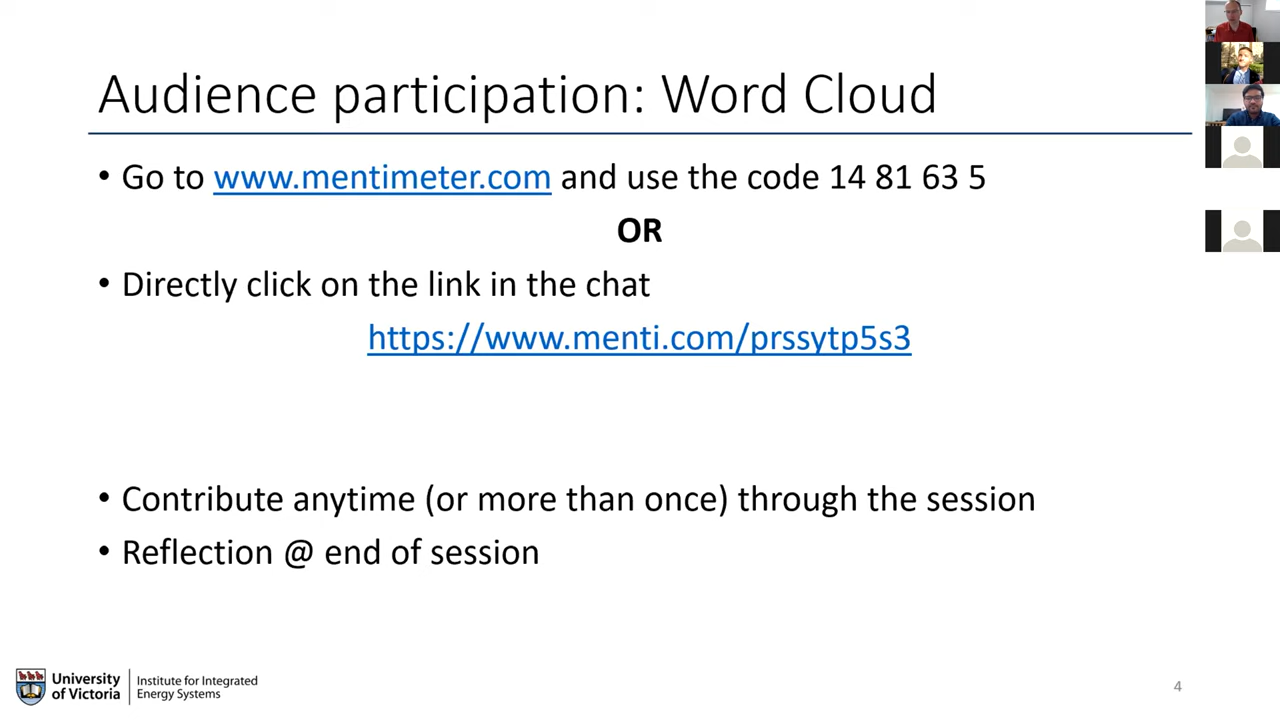 Audience participation: Word Cloud
• Go to www.mentimeter.com and use the code 14 81 63 5
OR
• Directly click on the link in the chat
https://www.menti.com/prssytp5s3
• Contribute anytime (or more than once) through the session
• Reflection @ end of session
University of Victoria
Institute for Integrated Energy Systems
4